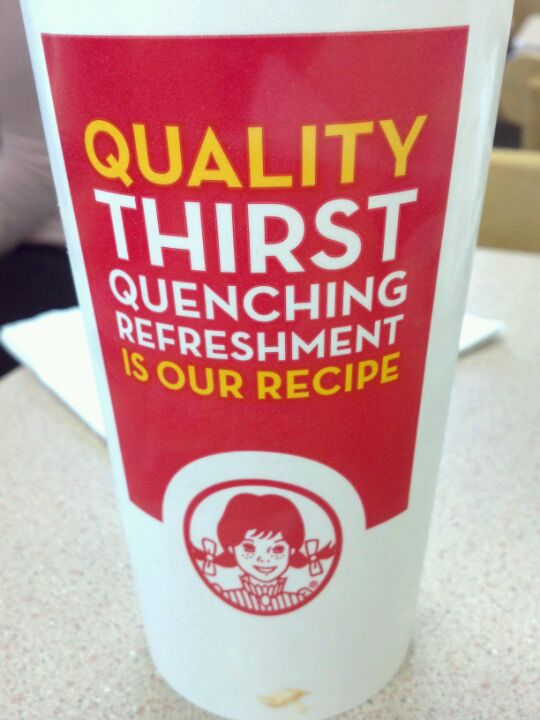 QUALITY
THIRST
QUENCHING
REFRESHMENT
IS OUR RECIPE
®